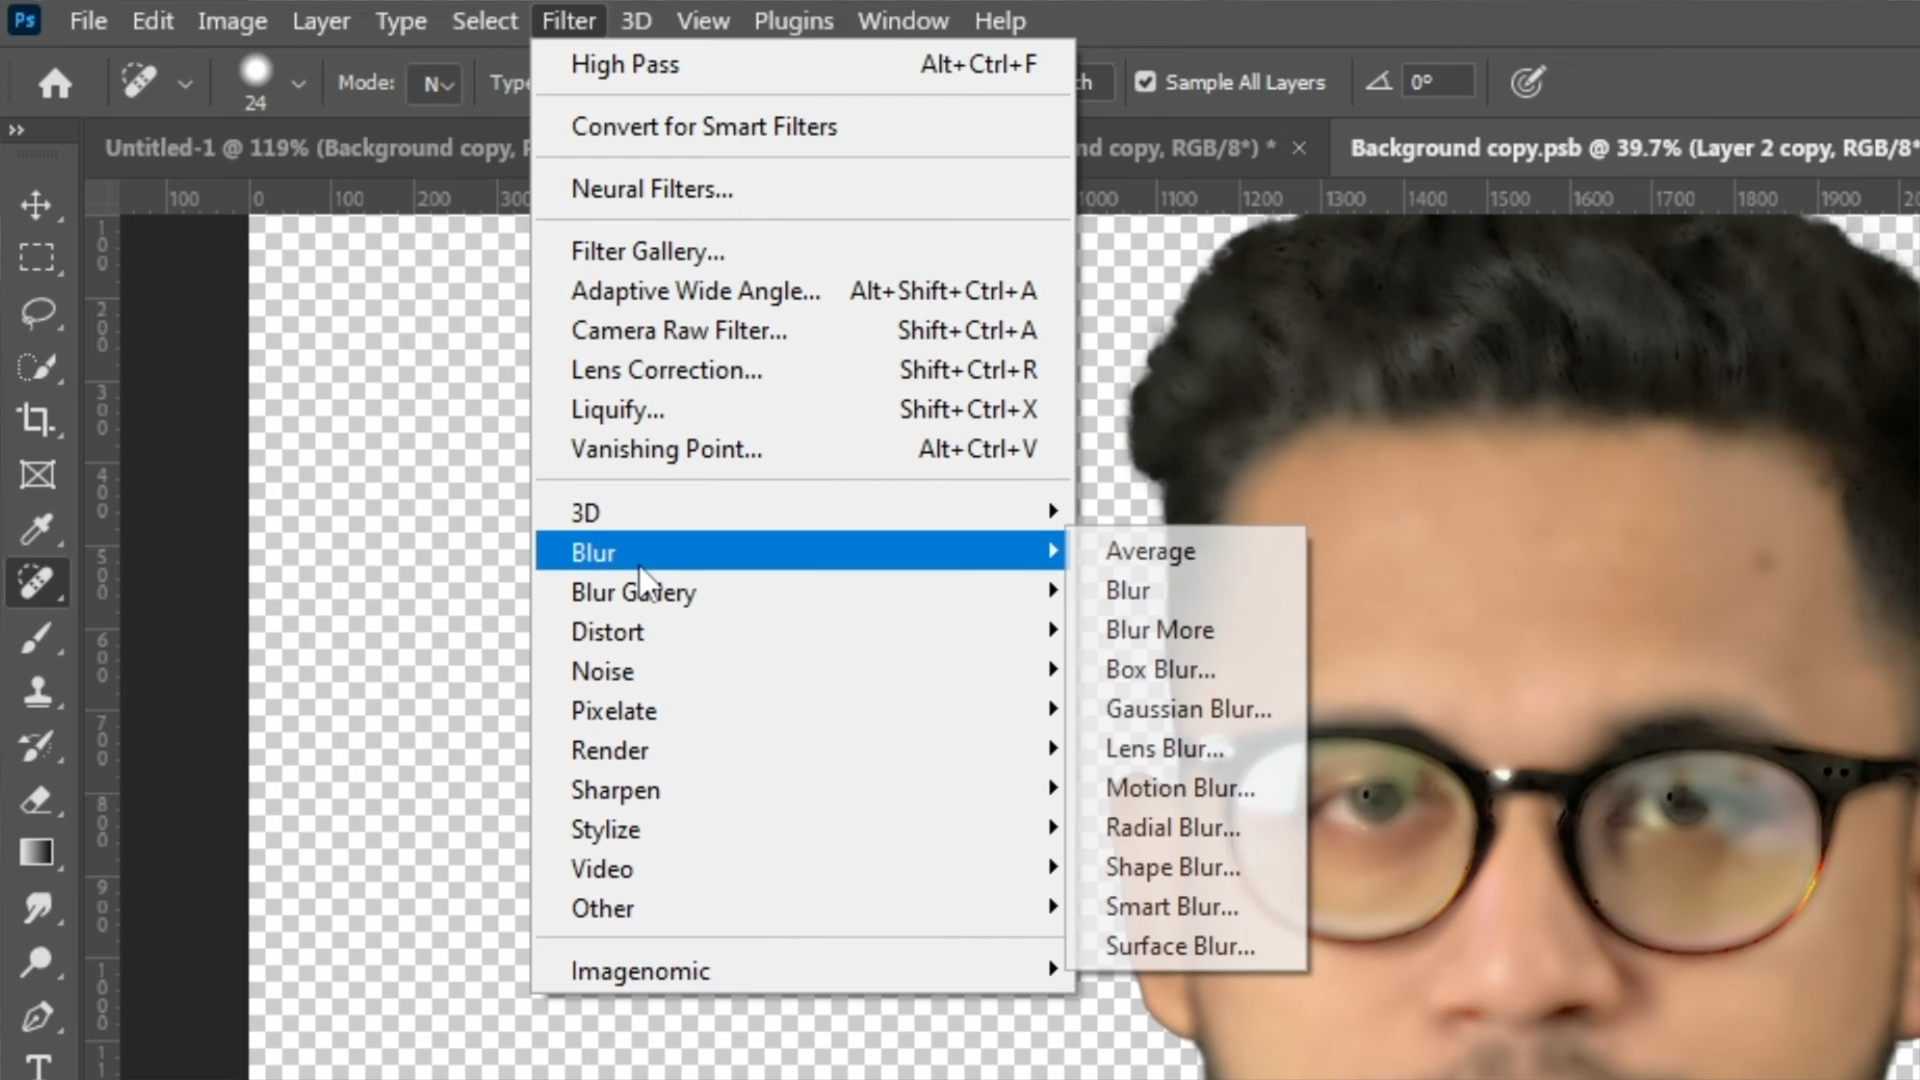 Ps File Edit Image Layer Type Select Filter 3D View Plugins Window Help
24 Mode: N Type ch Sample All Layers 0°
Untitled-1 @ 119% (Background copy, nd copy, RGB/8*) * × Background copy.psb @ 39.7% (Layer 2 copy, RGB/8*
100 0 100 200 300 1000 1100 1200 1300 1400 1500 1600 1700 1800 1900
High Pass Alt+Ctrl+F
Convert for Smart Filters
Neural Filters...
Filter Gallery...
Adaptive Wide Angle... Alt+Shift+Ctrl+A
Camera Raw Filter... Shift+Ctrl+A
Lens Correction... Shift+Ctrl+R
Liquify... Shift+Ctrl+X
Vanishing Point... Alt+Ctrl+V
3D
Blur
Blur Gallery
Distort
Noise
Pixelate
Render
Sharpen
Stylize
Video
Other
Imagenomic
Average
Blur
Blur More
Box Blur...
Gaussian Blur...
Lens Blur...
Motion Blur...
Radial Blur...
Shape Blur...
Smart Blur...
Surface Blur...
100
200
300
400
500
600
700
800
900
1000